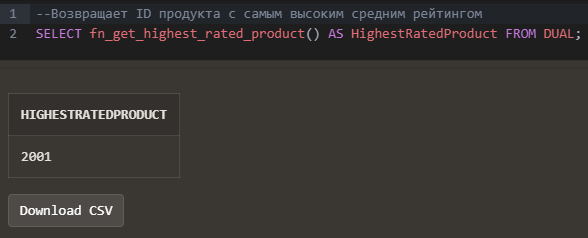 1 --Возвращает ID продукта с самым высоким средним рейтингом
2 SELECT fn_get_highest_rated_product() AS HighestRatedProduct FROM DUAL;
HIGHESTRATEDPRODUCT
2001
Download CSV